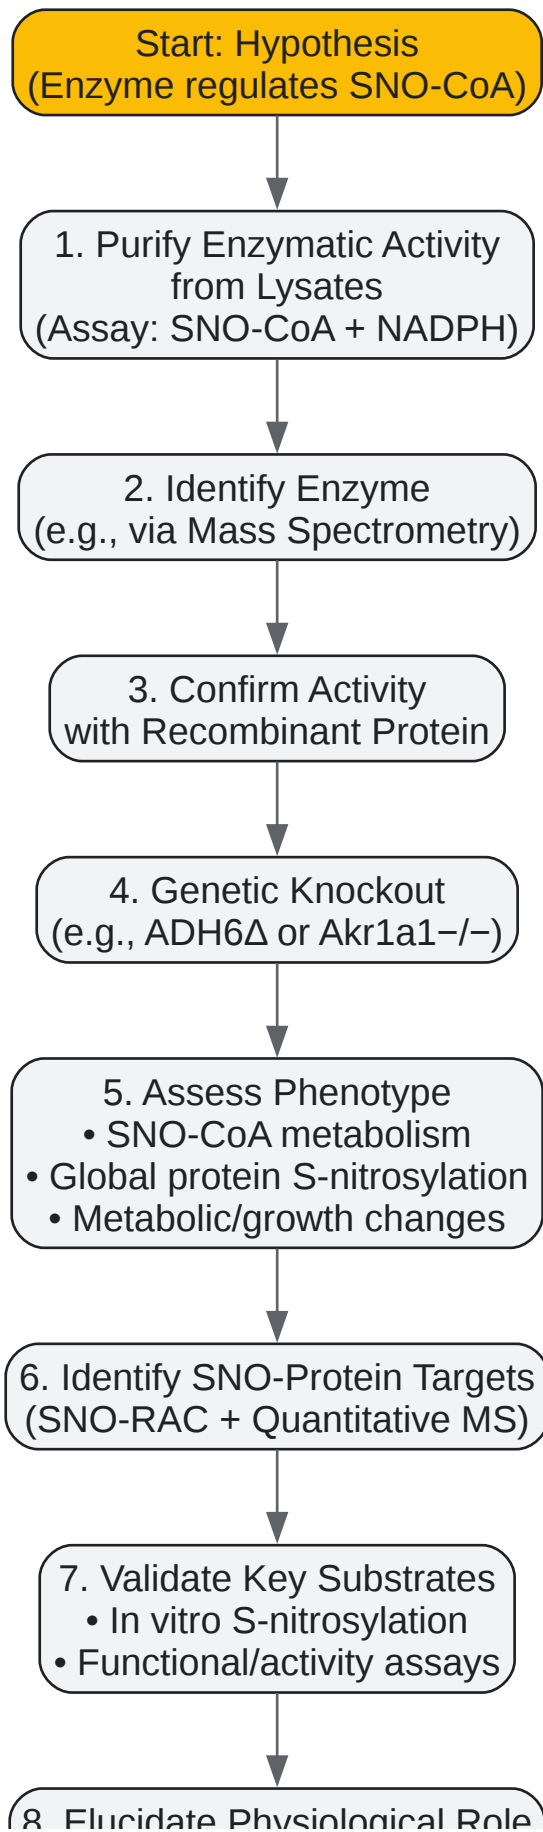 Start: Hypothesis
(Enzyme regulates SNO-CoA)
1. Purify Enzymatic Activity
from Lysates
(Assay: SNO-CoA + NADPH)
2. Identify Enzyme
(e.g., via Mass Spectrometry)
3. Confirm Activity
with Recombinant Protein
4. Genetic Knockout
(e.g., ADH6Δ or Akr1a1−/−)
5. Assess Phenotype
• SNO-CoA metabolism
• Global protein S-nitrosylation
• Metabolic/growth changes
6. Identify SNO-Protein Targets
(SNO-RAC + Quantitative MS)
7. Validate Key Substrates
• In vitro S-nitrosylation
• Functional/activity assays
8. Elucidate Physiological Role